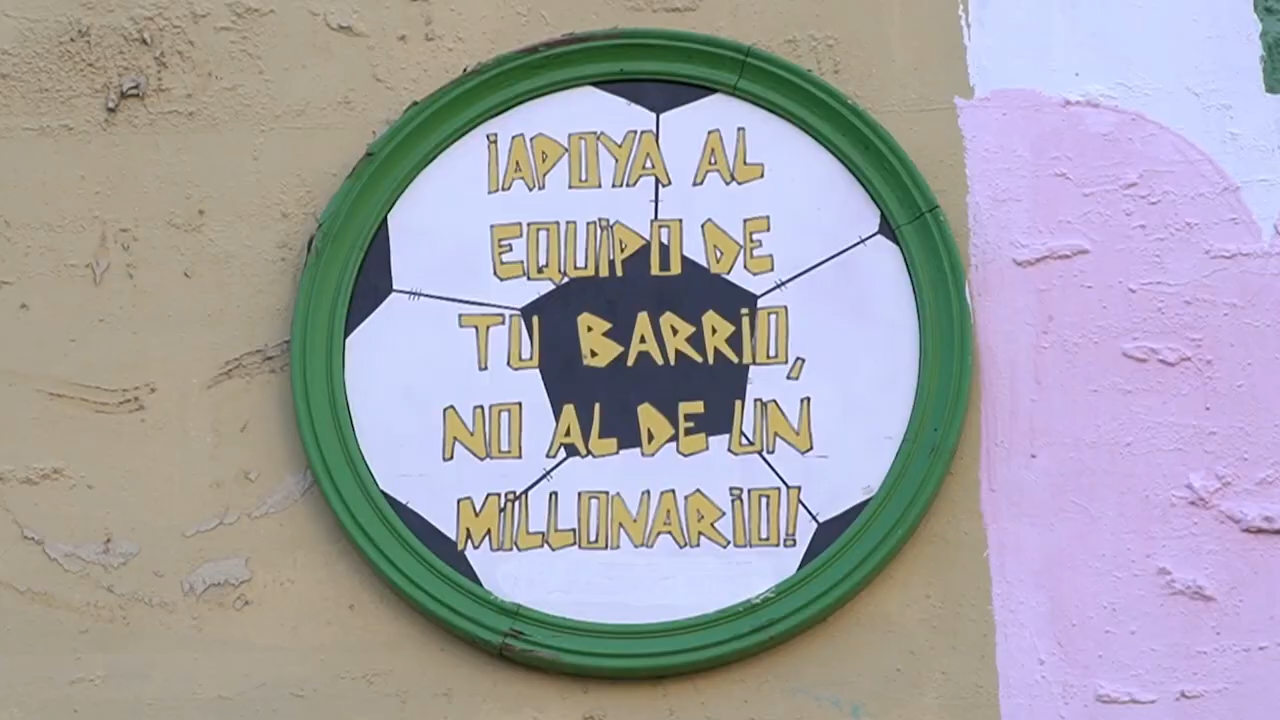 ¡APOYA AL
EQUIPO DE
TU BARRIO,
NO AL DE UN
MILLONARIO!